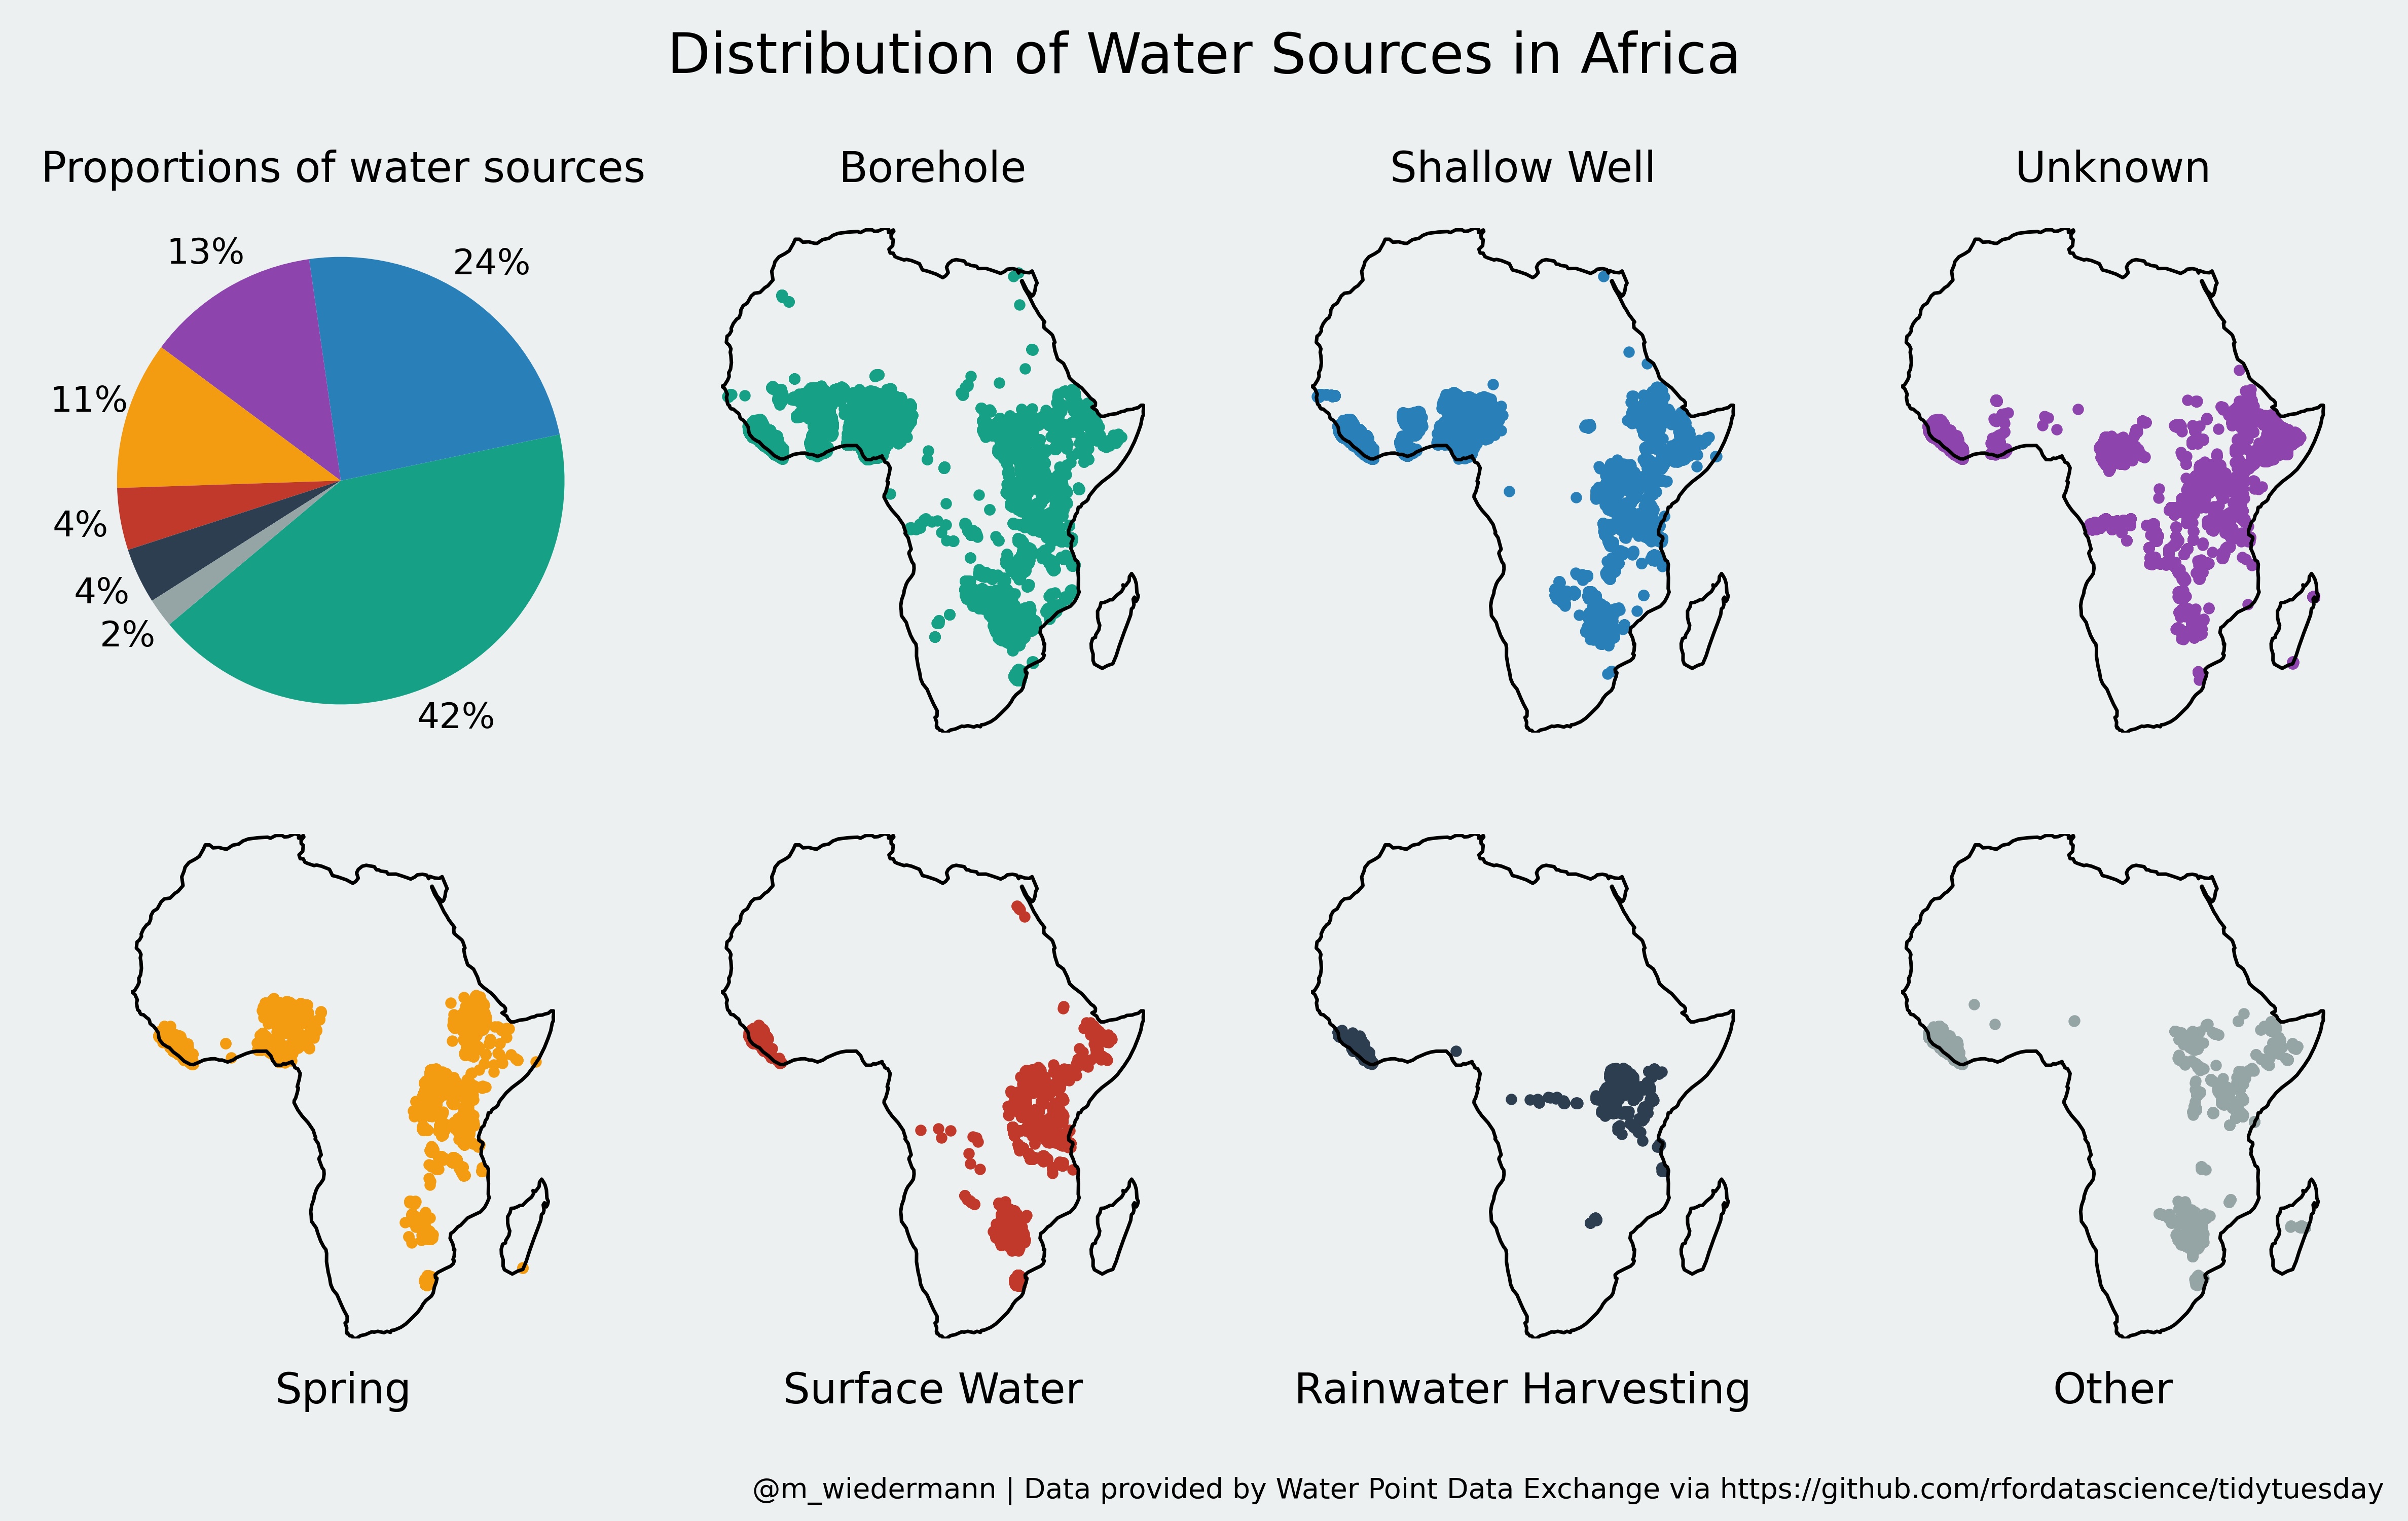 Distribution of Water Sources in Africa
Proportions of water sources
Borehole
Shallow Well
Unknown
13%
24%
11%
4%
4%
2%
42%
Spring
Surface Water
Rainwater Harvesting
Other
@m_wiedermann | Data provided by Water Point Data Exchange via https://github.com/rfordatascience/tidytuesday